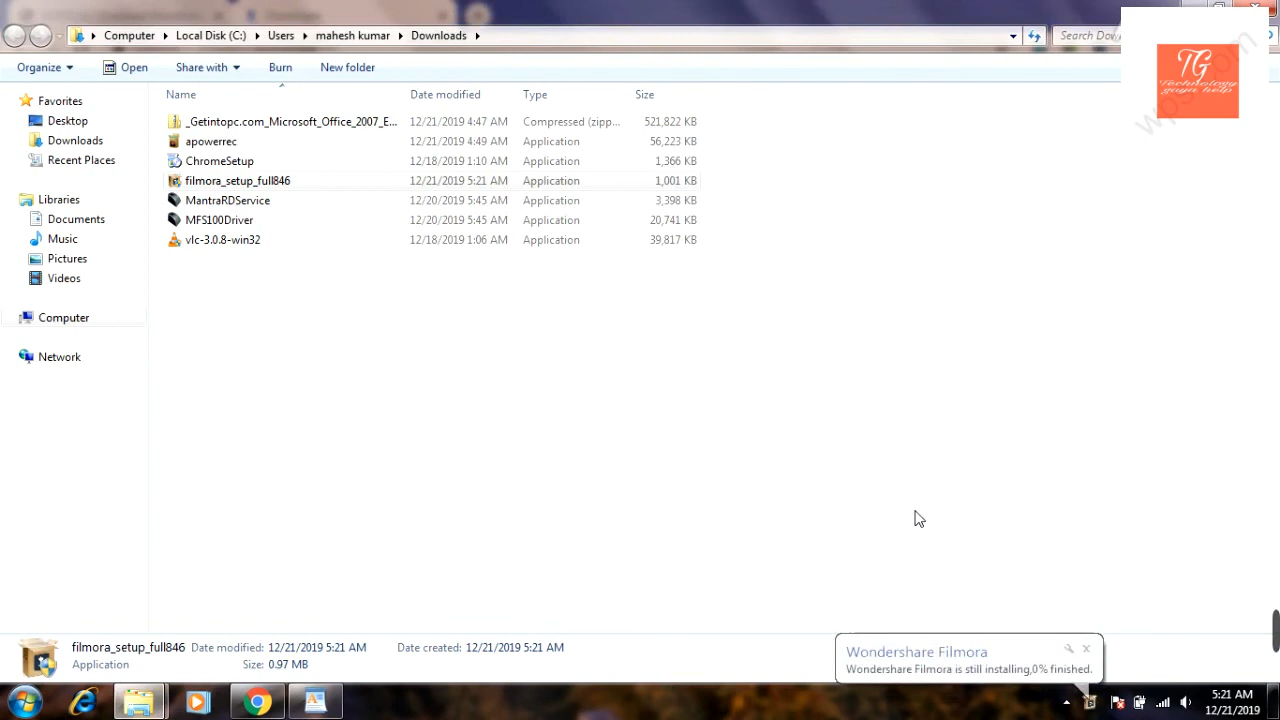 Computer Local Disk (C:) Users mahesh kumar Downloads
Organize Open Share with Burn New folder
TG
Technology
gaya help
Favorites
Desktop
Downloads
Recent Places
Libraries
Documents
Music
Pictures
Videos
Computer
Network
Name Date modified Type Size
_Getintopc.com_Microsoft_Office_2007_E... 12/21/2019 4:47 AM Compressed (zipp... 521,822 KB
apowerrec 12/21/2019 4:49 AM Application 56,223 KB
ChromeSetup 12/18/2019 1:10 AM Application 1,366 KB
filmora_setup_full846 12/21/2019 5:21 AM Application 1,001 KB
MantraRDService 12/20/2019 5:45 AM Application 3,398 KB
MFS100Driver 12/20/2019 5:45 AM Application 20,741 KB
vlc-3.0.8-win32 12/18/2019 1:06 AM Application 39,817 KB
filmora_setup_full846 Date modified: 12/21/2019 5:21 AM Date created: 12/21/2019 5:21 AM
Application Size: 0.97 MB
Wondershare Filmora
Wondershare Filmora is still installing,0% finished.
5:21 AM
12/21/2019